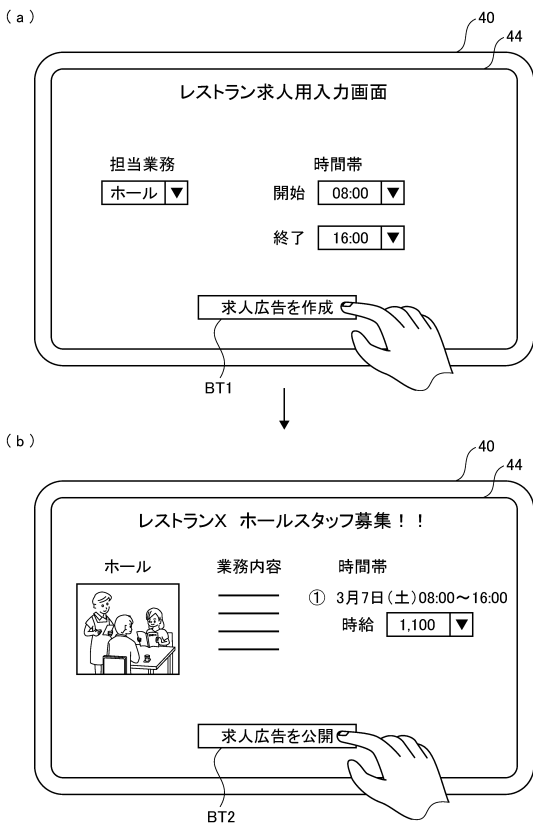 (a)
40
44
レストラン求人用入力画面
担当業務 時間帯
ホール ▼ 開始 08:00 ▼
終了 16:00 ▼
求人広告を作成
BT1
(b)
40
44
レストランX ホールスタッフ募集！！
ホール 業務内容 時間帯
① 3月7日(土)08:00～16:00
時給 1,100 ▼
求人広告を公開
BT2